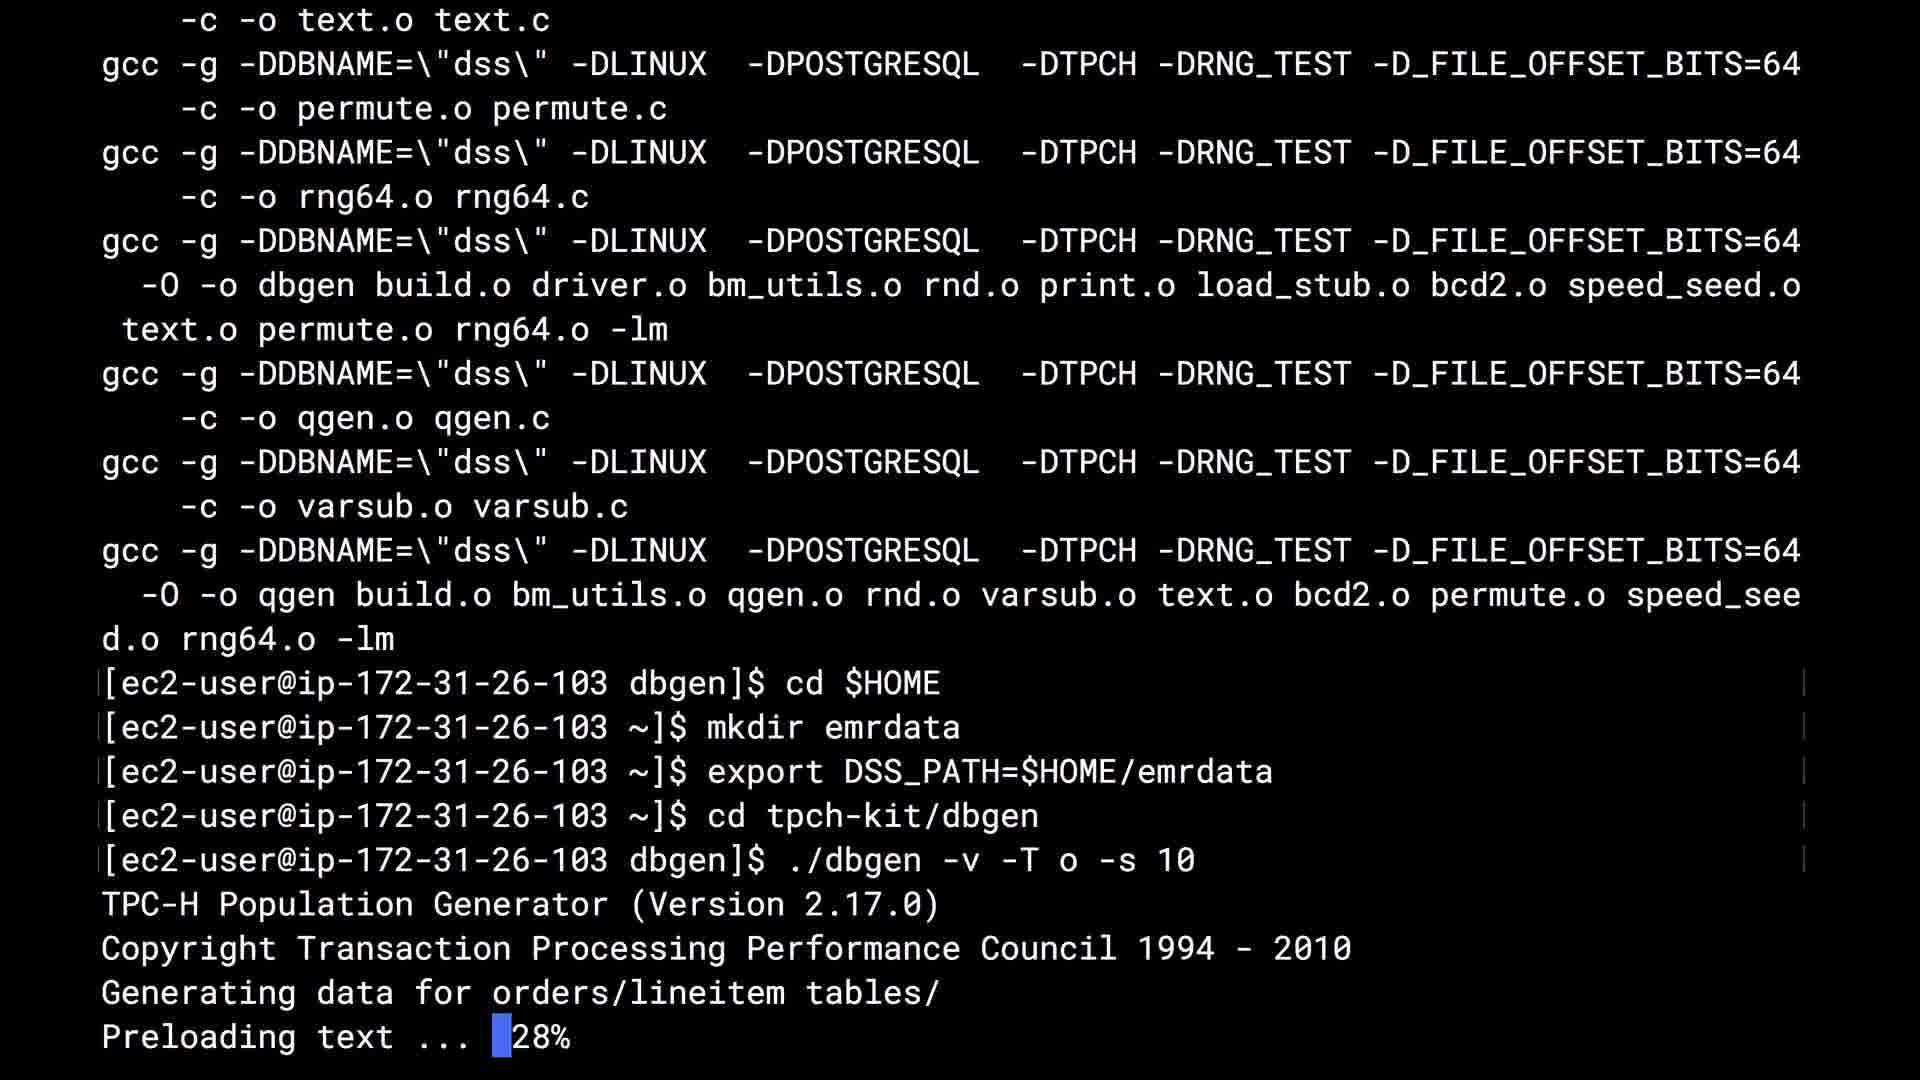 -c -o text.o text.c
gcc -g -DDBNAME=\"dss\" -DLINUX  -DPOSTGRESQL  -DTPCH -DRNG_TEST -D_FILE_OFFSET_BITS=64
    -c -o permute.o permute.c
gcc -g -DDBNAME=\"dss\" -DLINUX  -DPOSTGRESQL  -DTPCH -DRNG_TEST -D_FILE_OFFSET_BITS=64
    -c -o rng64.o rng64.c
gcc -g -DDBNAME=\"dss\" -DLINUX  -DPOSTGRESQL  -DTPCH -DRNG_TEST -D_FILE_OFFSET_BITS=64
  -O -o dbgen build.o driver.o bm_utils.o rnd.o print.o load_stub.o bcd2.o speed_seed.o
 text.o permute.o rng64.o -lm
gcc -g -DDBNAME=\"dss\" -DLINUX  -DPOSTGRESQL  -DTPCH -DRNG_TEST -D_FILE_OFFSET_BITS=64
    -c -o qgen.o qgen.c
gcc -g -DDBNAME=\"dss\" -DLINUX  -DPOSTGRESQL  -DTPCH -DRNG_TEST -D_FILE_OFFSET_BITS=64
    -c -o varsub.o varsub.c
gcc -g -DDBNAME=\"dss\" -DLINUX  -DPOSTGRESQL  -DTPCH -DRNG_TEST -D_FILE_OFFSET_BITS=64
  -O -o qgen build.o bm_utils.o qgen.o rnd.o varsub.o text.o bcd2.o permute.o speed_see
d.o rng64.o -lm
[ec2-user@ip-172-31-26-103 dbgen]$ cd $HOME
[ec2-user@ip-172-31-26-103 ~]$ mkdir emrdata
[ec2-user@ip-172-31-26-103 ~]$ export DSS_PATH=$HOME/emrdata
[ec2-user@ip-172-31-26-103 ~]$ cd tpch-kit/dbgen
[ec2-user@ip-172-31-26-103 dbgen]$ ./dbgen -v -T o -s 10
TPC-H Population Generator (Version 2.17.0)
Copyright Transaction Processing Performance Council 1994 - 2010
Generating data for orders/lineitem tables/
Preloading text ... 28%